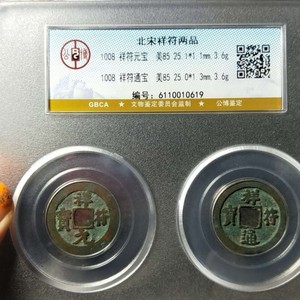 公 博
北宋祥符两品
1008 祥符元宝 美85 25.1*1.1mm, 3.6g
1008 祥符通宝 美85 25.0*1.3mm, 3.6g
编号: 6110010619
GBCA ★ 文物鉴定委员会监制 ★ 公博鉴定
祥符元寶
祥符通寶